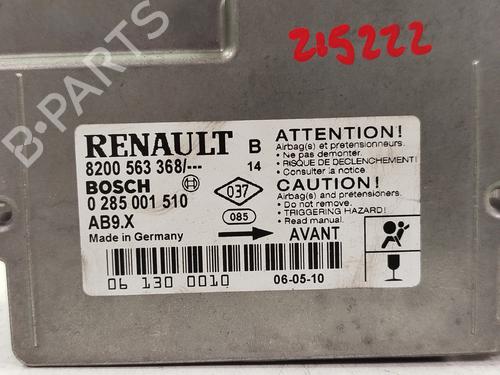 215222
B-PARTS
RENAULT B
8200 563 368/--- 14
BOSCH
0 285 001 510
037
AB9.X
085
Made in Germany
AVANT
06 130 0010
06-05-10
ATTENTION!
Airbag(s) et pretensionneurs.
• Ne pas demonter.
• RISQUE DE DECLENCHEMENT!
• Consulter la notice.
CAUTION!
Airbag(s) and pretensioners.
• Do not remove.
• TRIGGERING HAZARD!
• Read manual.